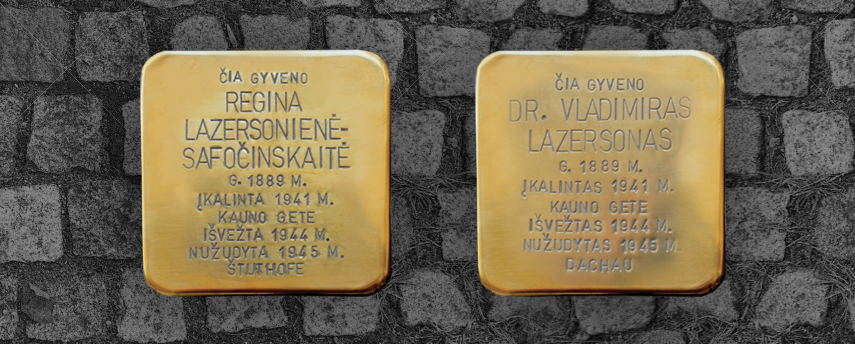 ČIA GYVENO
REGINA
LAZERSONIENĖ-
SAFOČINSKAITĖ
G. 1889 M.
ĮKALINTA 1941 M.
KAUNO GETE
IŠVEŽTA 1944 M.
NUŽUDYTA 1945 M.
ŠTUTHOFE
ČIA GYVENO
DR. VLADIMIRAS
LAZERSONAS
G. 1889 M.
ĮKALINTAS 1941 M.
KAUNO GETE
IŠVEŽTAS 1944 M.
NUŽUDYTAS 1945 M.
DACHAU